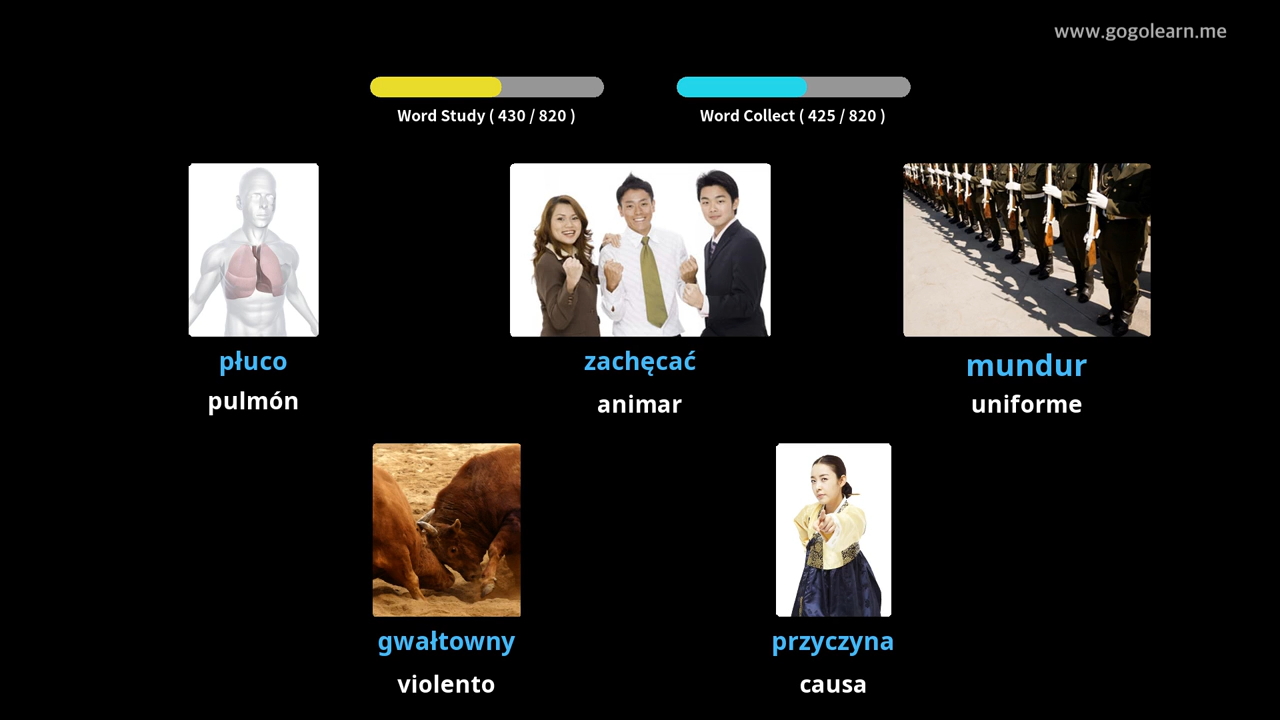 www.gogolearn.me
Word Study ( 430 / 820 )
Word Collect ( 425 / 820 )
płuco
zachęcać
mundur
pulmón
animar
uniforme
gwałtowny
przyczyna
violento
causa